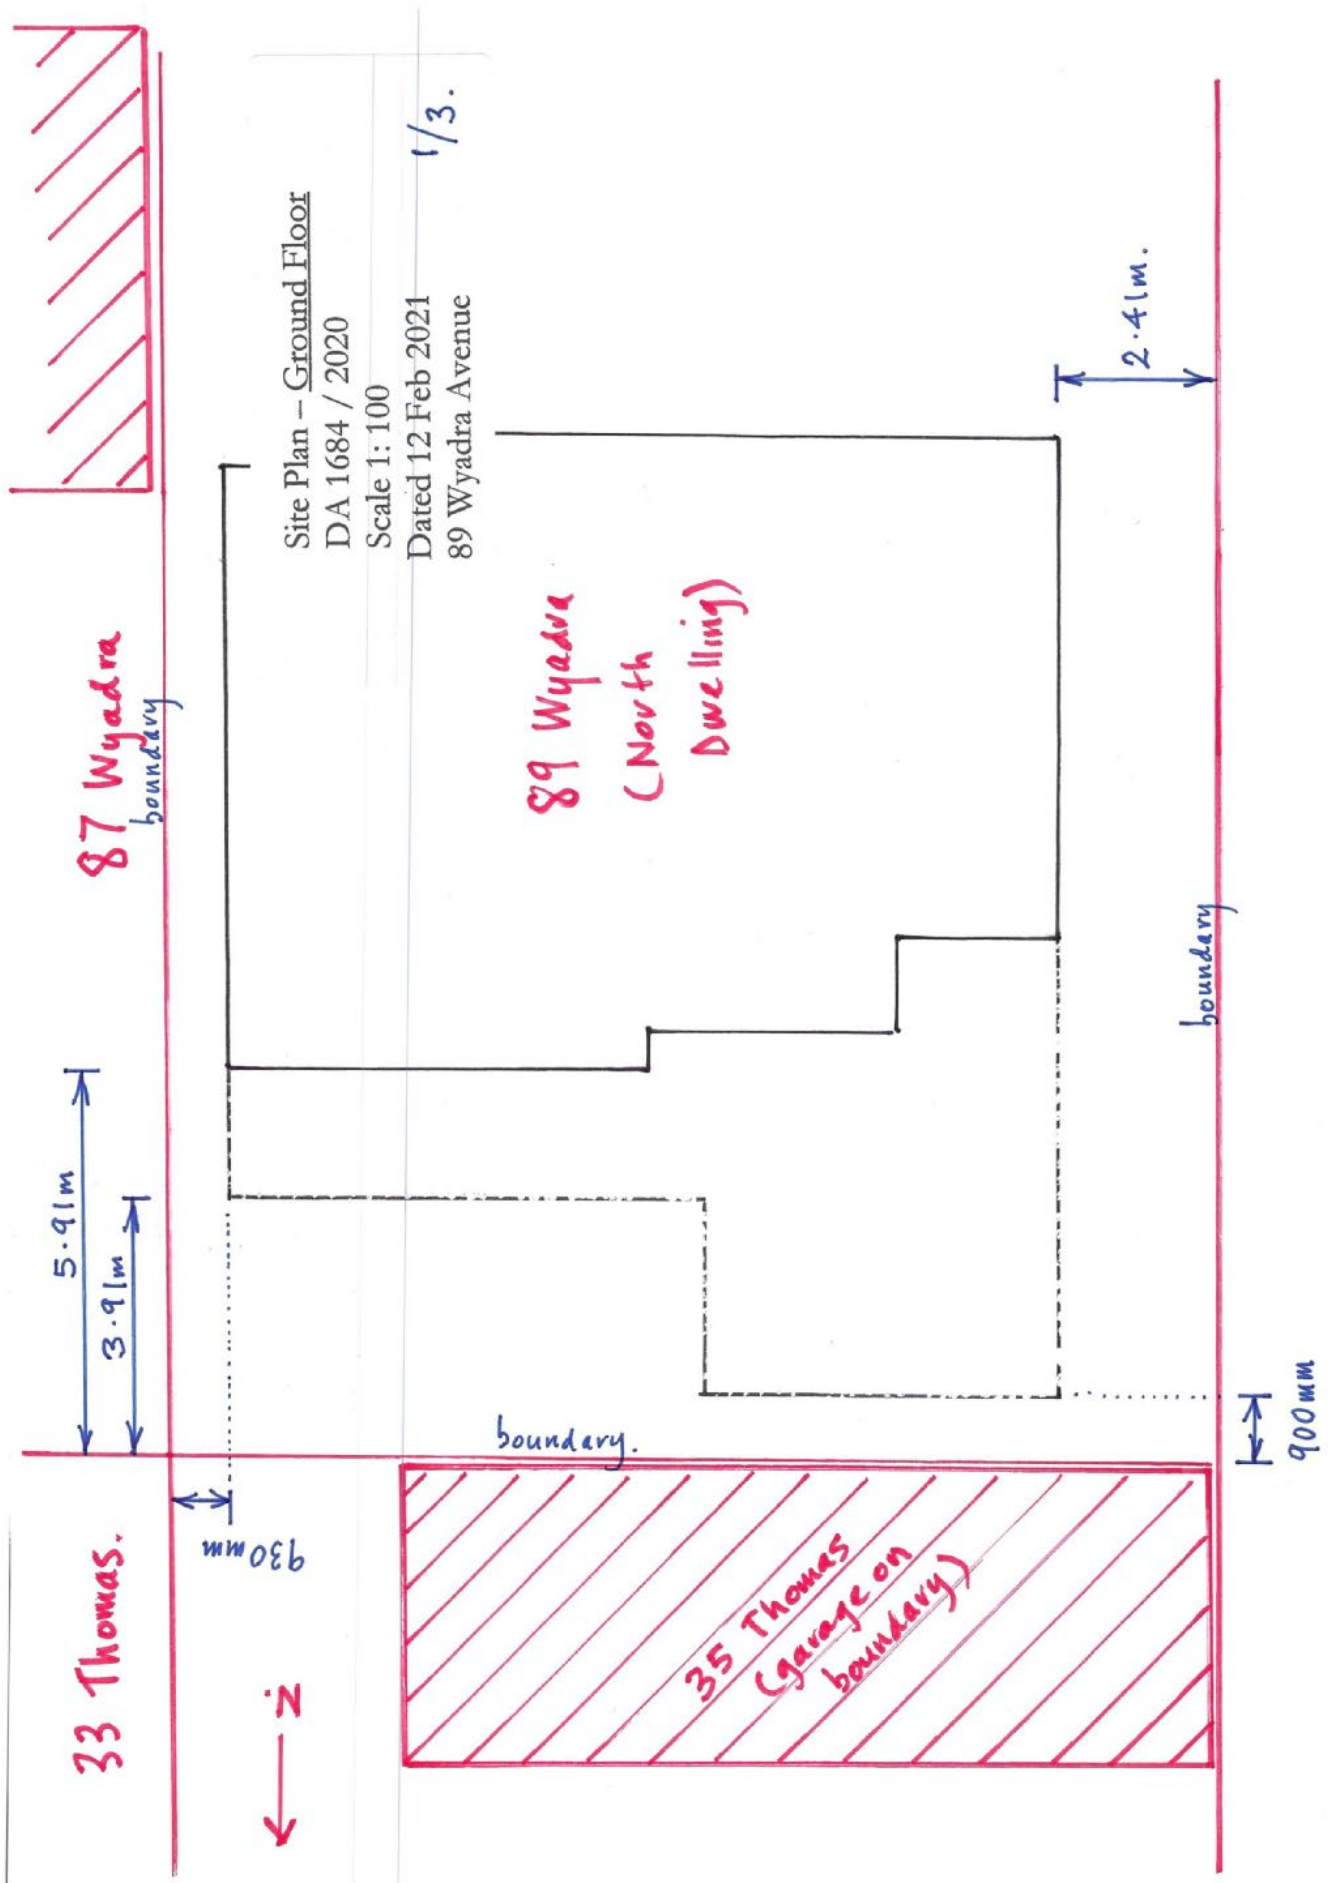 Site Plan – Ground Floor
DA 1684 / 2020
Scale 1: 100
Dated 12 Feb 2021
89 Wyadra Avenue
1/3.
87 Wyadra
boundary
5.91m
3.91m
33 Thomas.
930mm
N
89 Wyadra
(North
Dwelling)
2.41m.
boundary
boundary.
900mm
35 Thomas
(garage on
boundary)